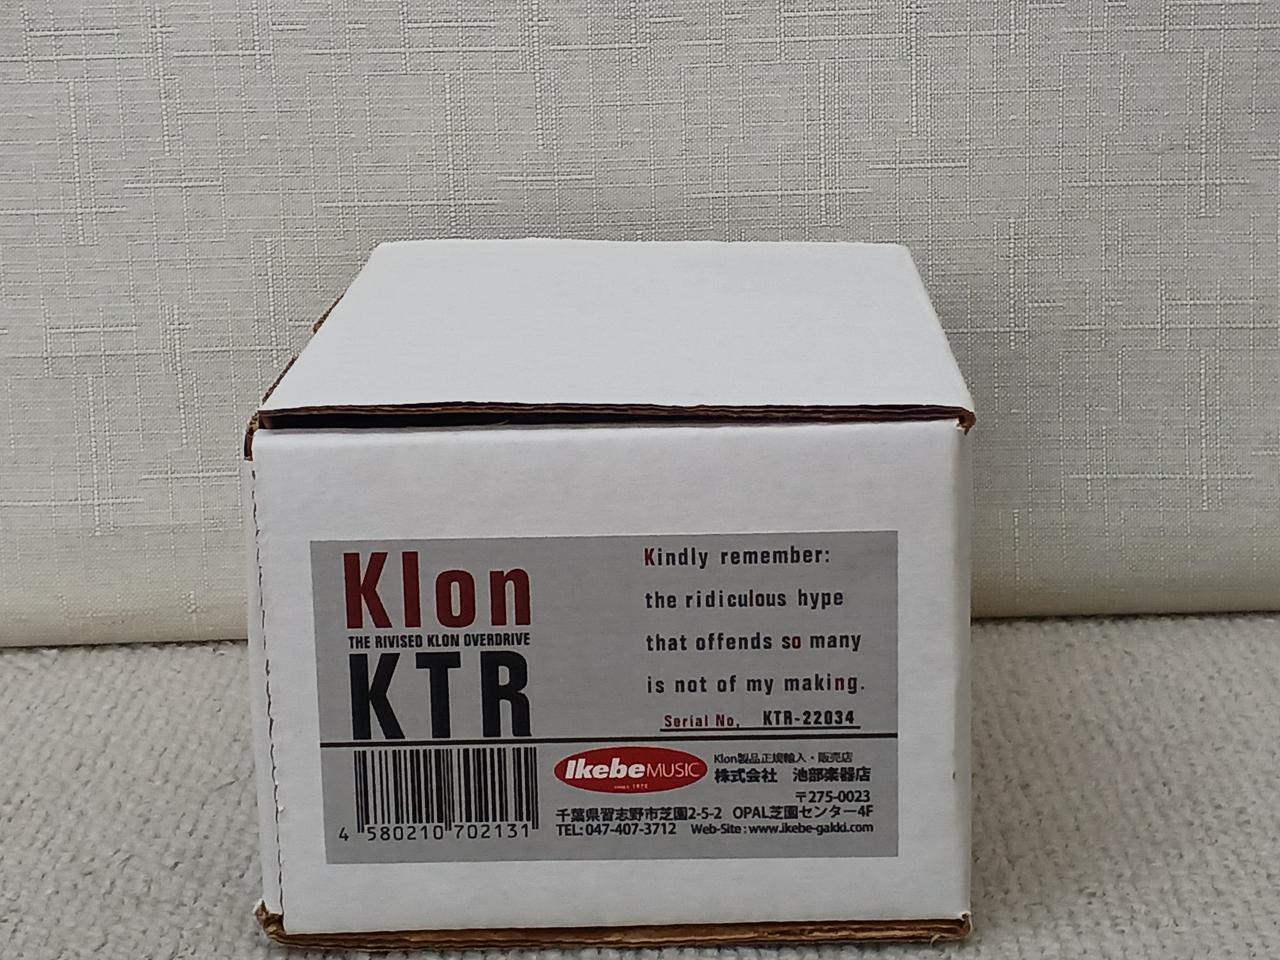 Klon
THE RIVISED KLON OVERDRIVE
KTR
Kindly remember:
the ridiculous hype
that offends so many
is not of my making.
Serial No. KTR-22034
4 580210 702131
Ikebe MUSIC
SINCE 1975
Klon製品正規輸入・販売店
株式会社 池部楽器店
〒275-0023
千葉県習志野市芝園2-5-2 OPAL芝園センター4F
TEL: 047-407-3712 Web-Site : www.ikebe-gakki.com